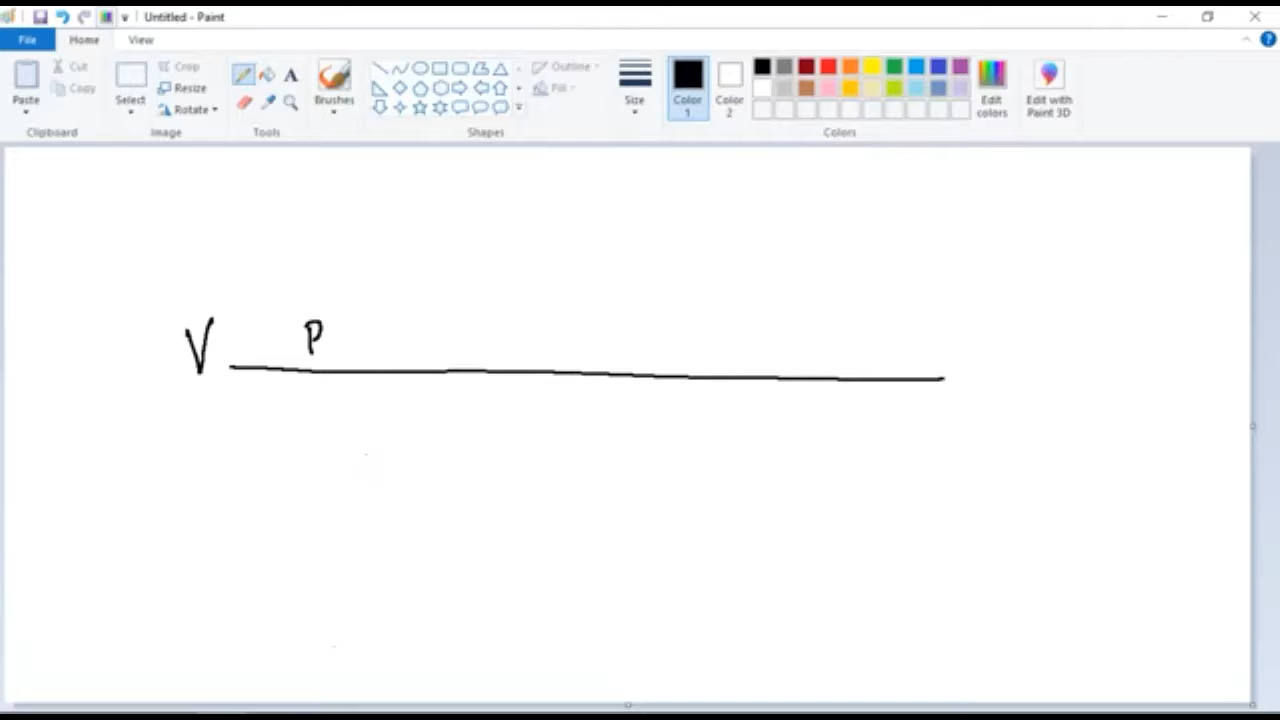 Untitled - Paint
File Home View
Paste Cut Copy Select Crop Resize Rotate A Brushes Outline Fill Size Color 1 Color 2 Edit colors Edit with Paint 3D
Clipboard Image Tools Shapes Colors
V P